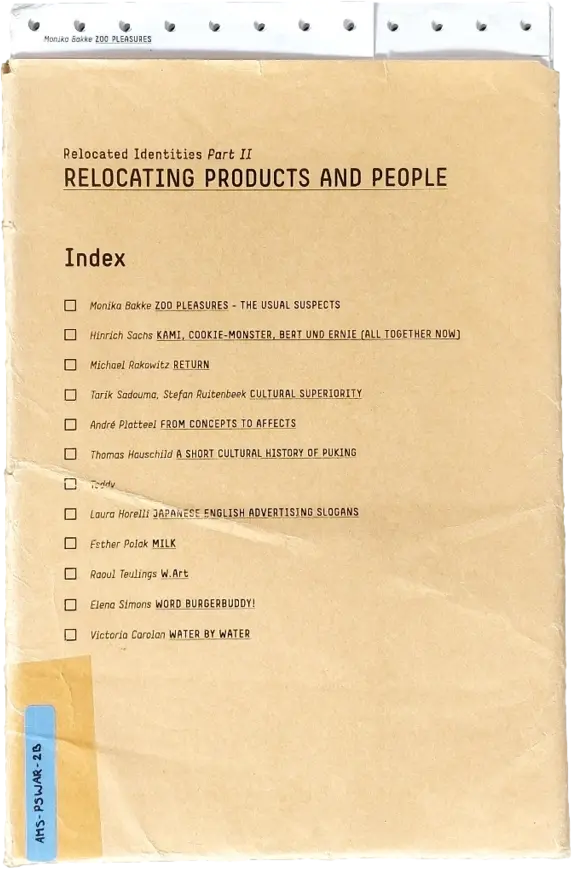 Monika Bakke ZOO PLEASURES
Relocated Identities Part II
RELOCATING PRODUCTS AND PEOPLE
Index
Monika Bakke ZOO PLEASURES - THE USUAL SUSPECTS
Hinrich Sachs KAMI, COOKIE-MONSTER, BERT UND ERNIE (ALL TOGETHER NOW)
Michael Rakowitz RETURN
Tarik Sadouma, Stefan Ruitenbeek CULTURAL SUPERIORITY
André Platteel FROM CONCEPTS TO AFFECTS
Thomas Hauschild A SHORT CULTURAL HISTORY OF PUKING
Teddy
Laura Horelli JAPANESE ENGLISH ADVERTISING SLOGANS
Esther Polak MILK
Raoul Teulings W.Art
Elena Simons WORD BURGERBUDDY!
Victoria Carolan WATER BY WATER
AMS-PSWAR-2B